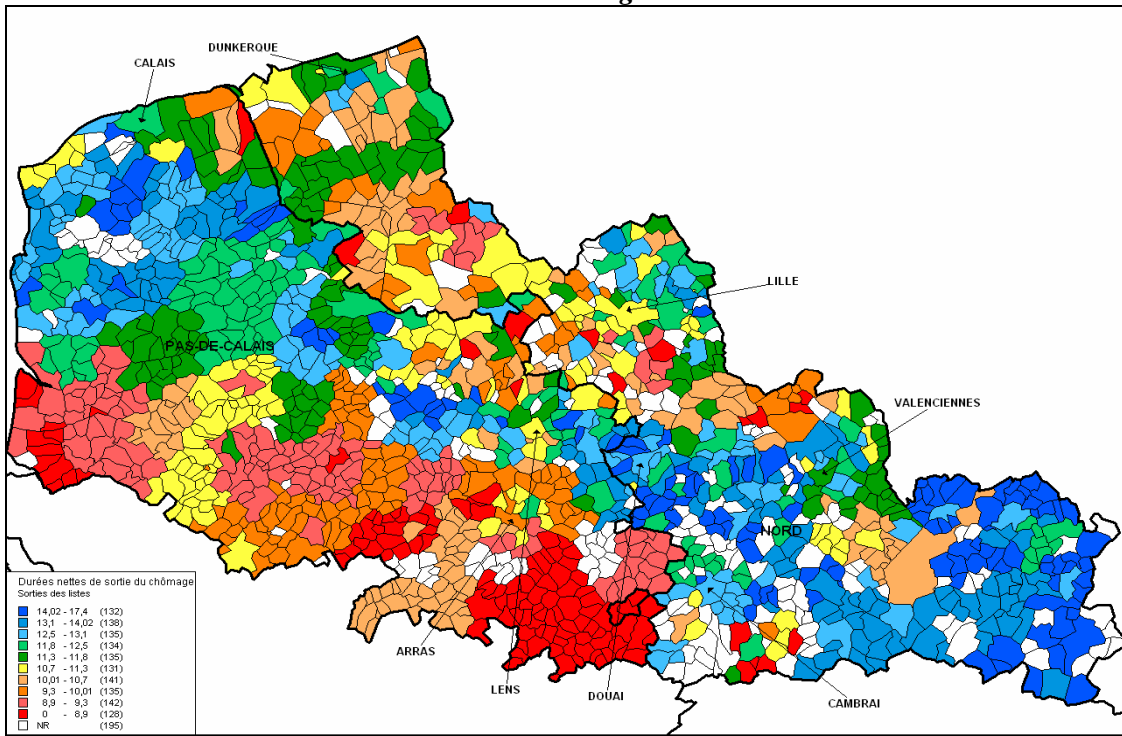 DUNKERQUE
CALAIS
LILLE
PAS-DE-CALAIS
VALENCIENNES
NORD
ARRAS
LENS
DOUAI
CAMBRAI
Durées nettes de sortie du chômage
Sorties des listes
14,02 - 17,4 (132)
13,1 - 14,02 (138)
12,5 - 13,1 (135)
11,8 - 12,5 (134)
11,3 - 11,8 (135)
10,7 - 11,3 (131)
10,01 - 10,7 (141)
9,3 - 10,01 (135)
8,9 - 9,3 (142)
0 - 8,9 (128)
NR (195)